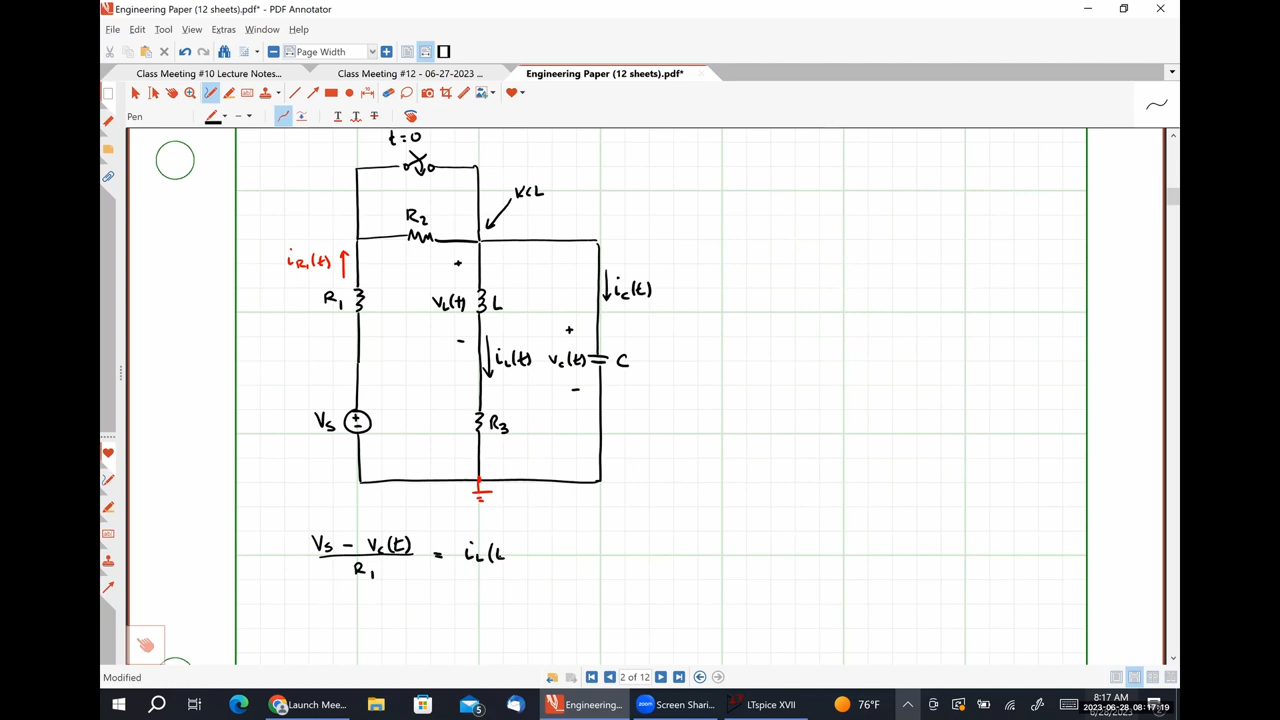 Engineering Paper (12 sheets).pdf* - PDF Annotator
File Edit Tool View Extras Window Help
Page Width
Class Meeting #10 Lecture Notes... Class Meeting #12 - 06-27-2023 ... Engineering Paper (12 sheets).pdf*
Pen
t=0
KCL
R2
iR1(t)
+
R1
vL(t) L
ic(t)
+
-
iL(t) vc(t) C
-
Vs + - R3
Vs - vc(t) / R1 = iL(t
Modified
2 of 12
Launch Mee... 5 Engineering... zoom Screen Shari... LTspice XVII 76°F
8:17 AM
2023-06-28 08:17:19